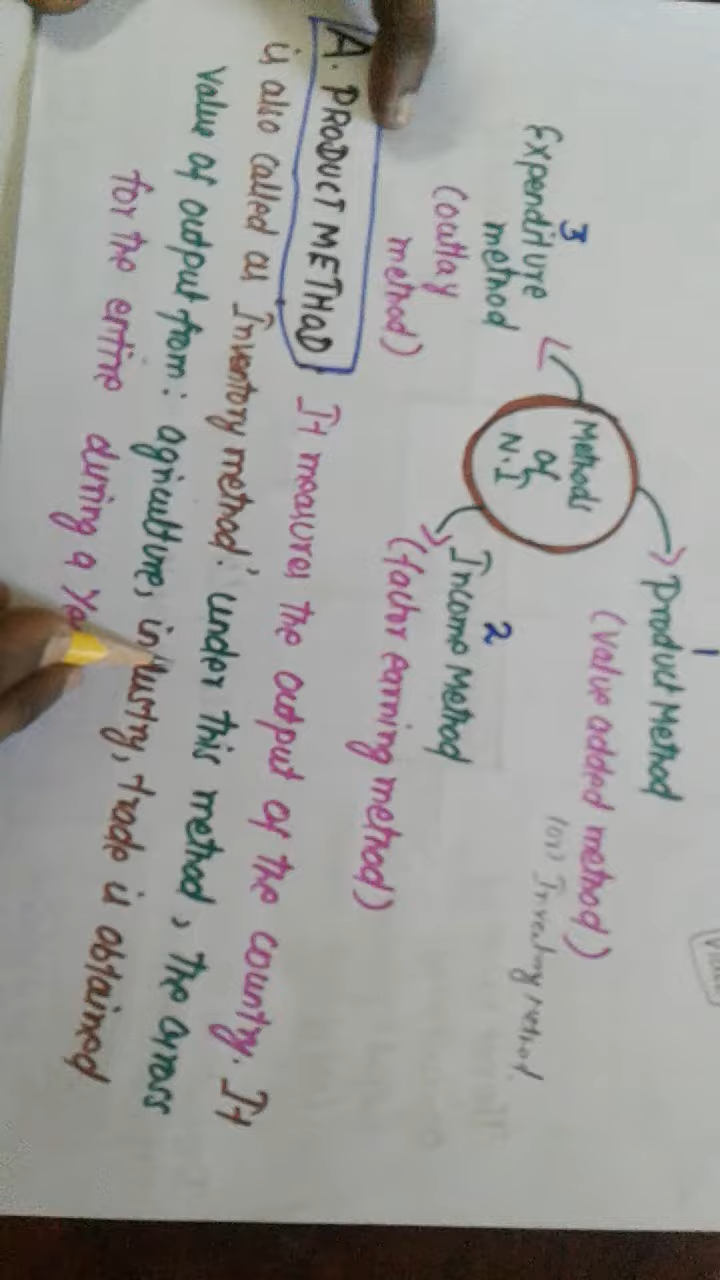 1
Product Method
(Value added method)
(or) Inventory method.
Methods
of
N.I
3
Expenditure
method
(outlay
method)
2
Income Method
(factor earning method)
A. PRODUCT METHOD It measures the output of the country. It
is also called as 'Inventory method'. under this method, the gross
value of output from: agriculture, industry, trade is obtained
for the entire during a